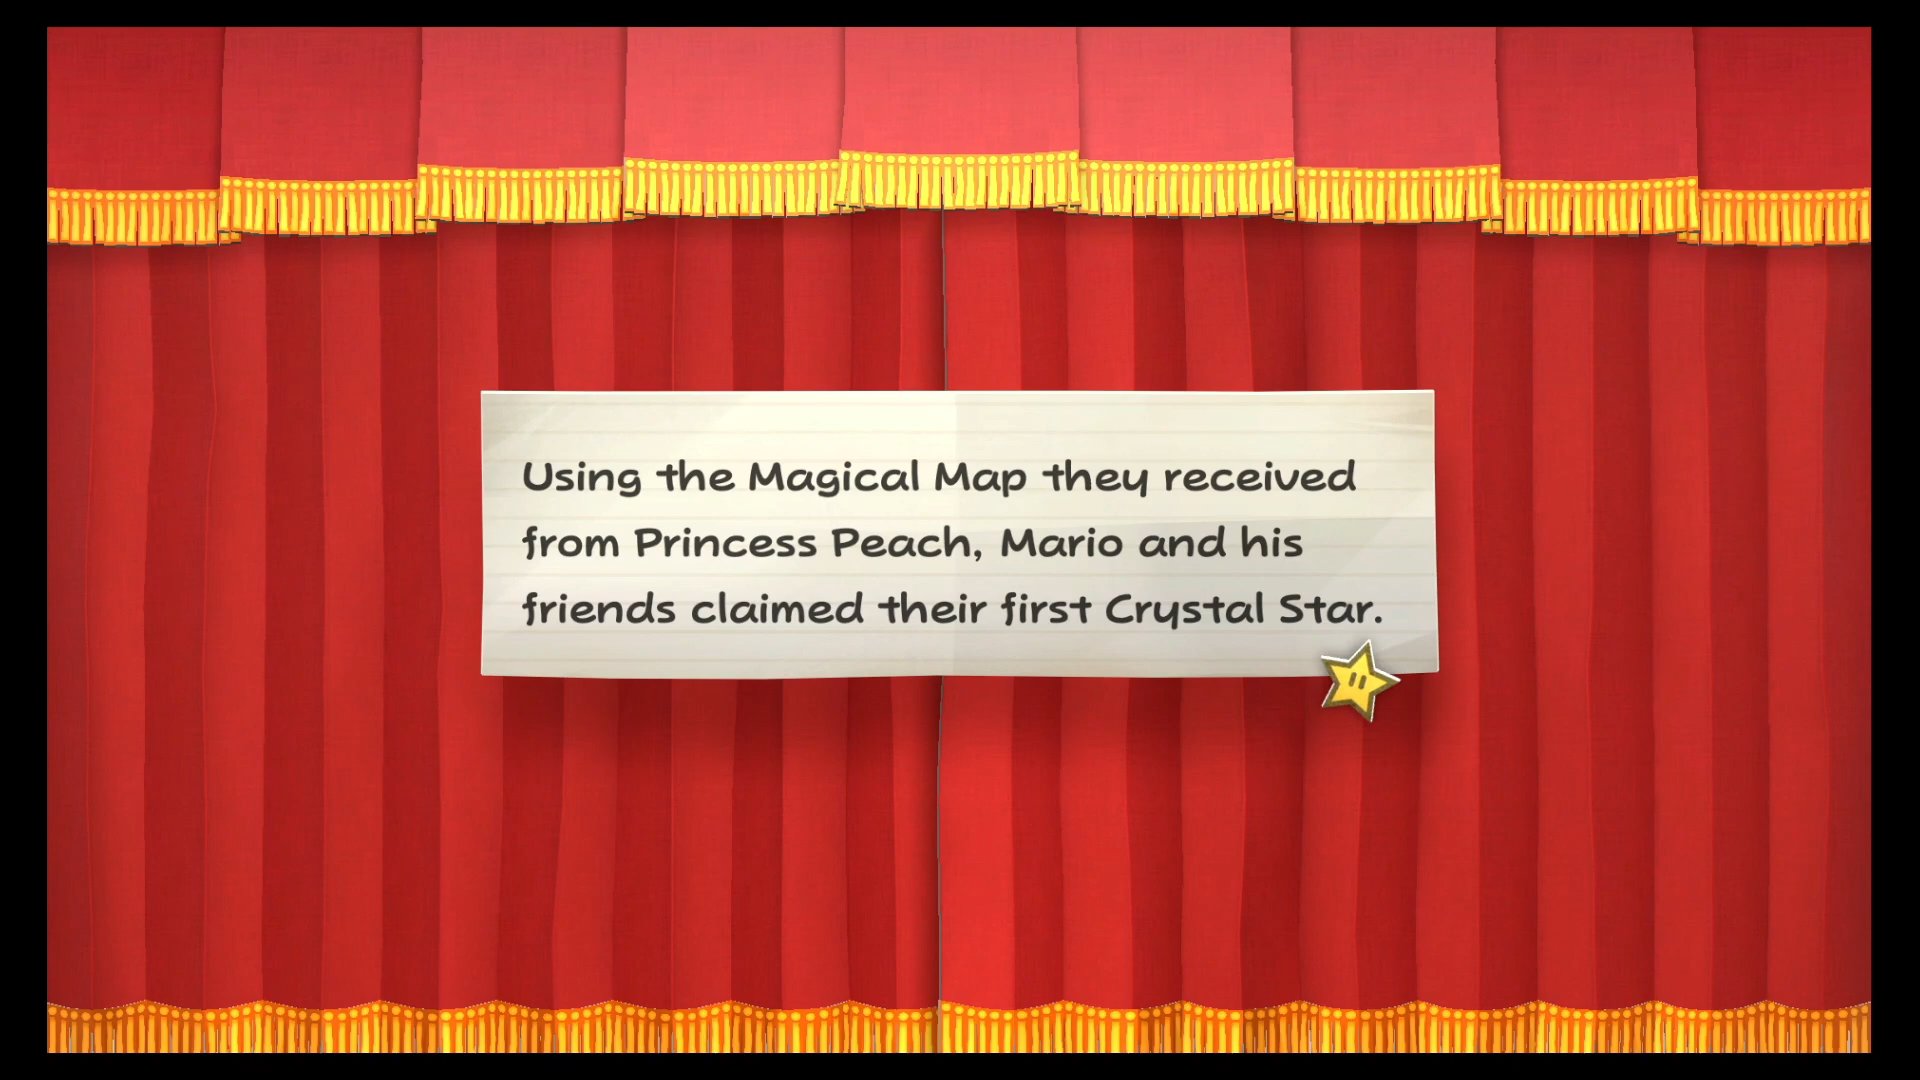 Using the Magical Map they received
from Princess Peach, Mario and his
friends claimed their first Crystal Star.